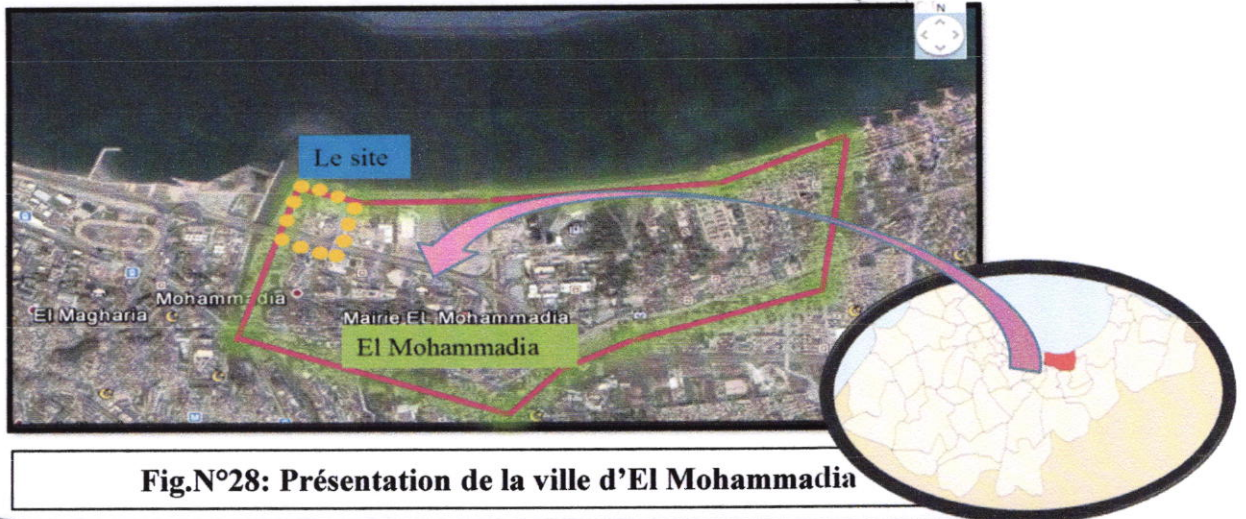 N
Le site
Mohammadia
El Magharia
Mairie EL Mohammadia
El Mohammadia
Fig.N°28: Présentation de la ville d'El Mohammadia